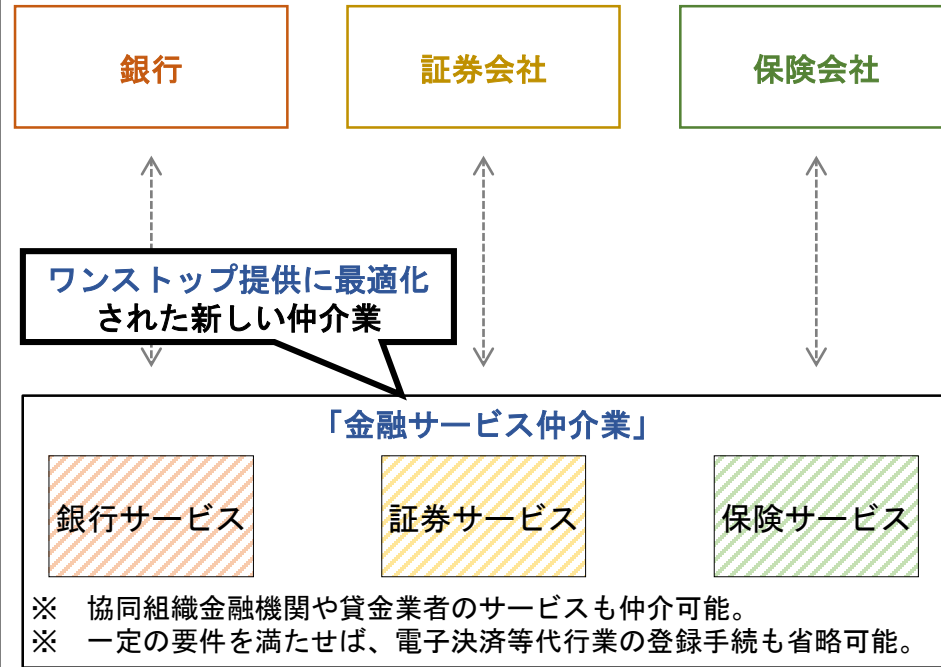 銀行
証券会社
保険会社
ワンストップ提供に最適化
された新しい仲介業
「金融サービス仲介業」
銀行サービス
証券サービス
保険サービス
※　協同組織金融機関や貸金業者のサービスも仲介可能。
※　一定の要件を満たせば、電子決済等代行業の登録手続も省略可能。